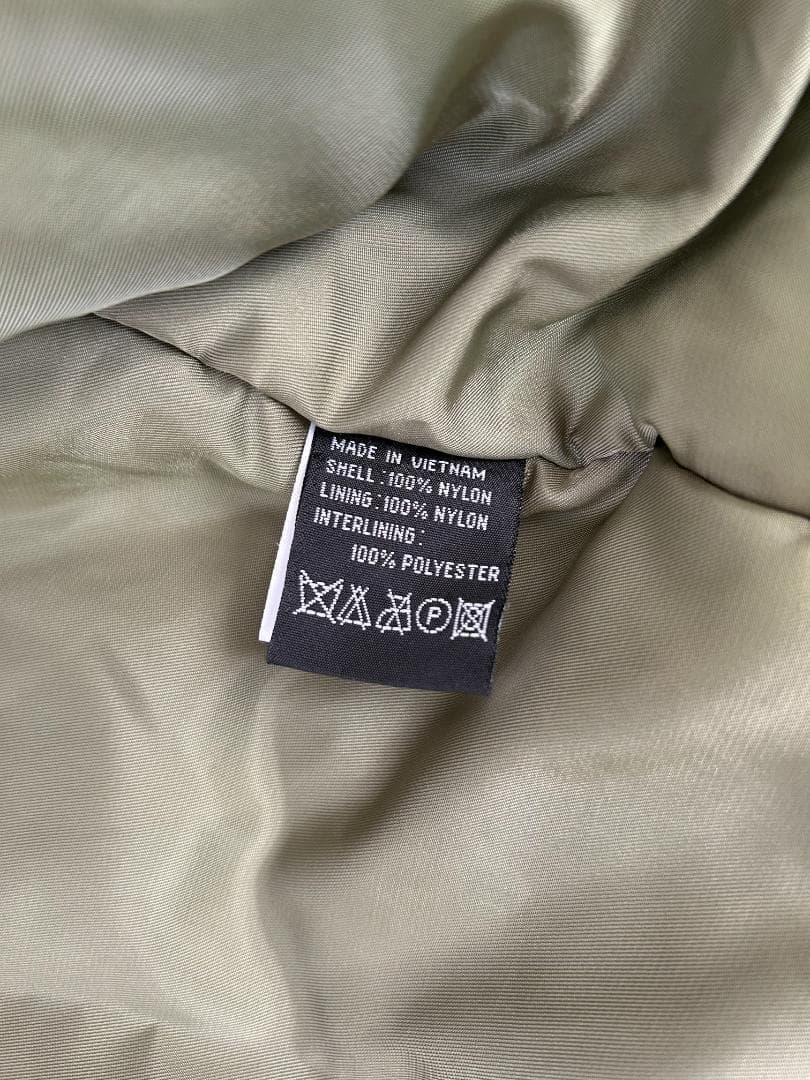 MADE IN VIETNAM
SHELL :100% NYLON
LINING :100% NYLON
INTERLINING :
100% POLYESTER
P